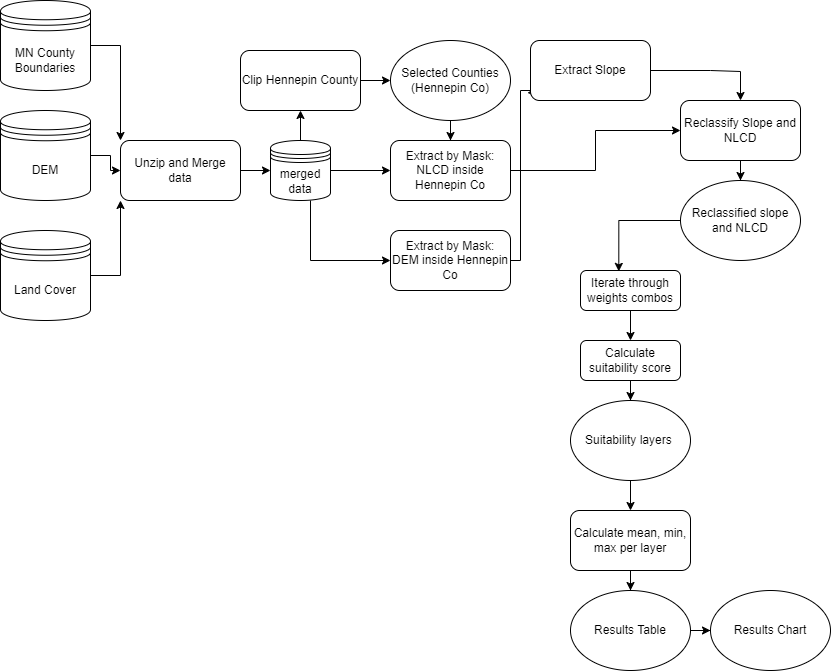 MN County
Boundaries
DEM
Land Cover
Unzip and Merge
data
merged
data
Clip Hennepin County
Selected Counties
(Hennepin Co)
Extract by Mask:
NLCD inside
Hennepin Co
Extract by Mask:
DEM inside Hennepin
Co
Extract Slope
Reclassify Slope and
NLCD
Reclassified slope
and NLCD
Iterate through
weights combos
Calculate
suitability score
Suitability layers
Calculate mean, min,
max per layer
Results Table
Results Chart